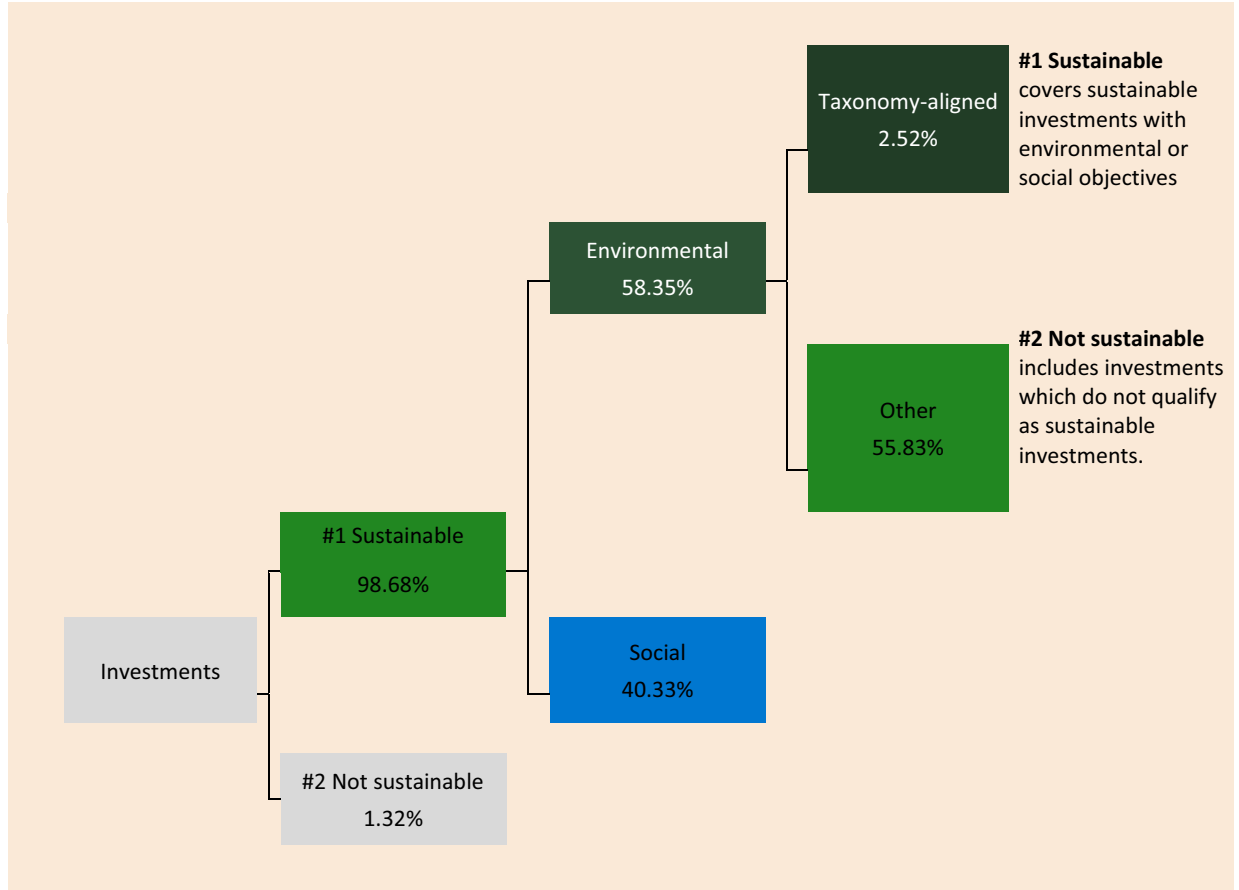 Taxonomy-aligned
2.52%
#1 Sustainable
covers sustainable
investments with
environmental or
social objectives
Environmental
58.35%
Other
55.83%
#2 Not sustainable
includes investments
which do not qualify
as sustainable
investments.
#1 Sustainable
98.68%
Investments
Social
40.33%
#2 Not sustainable
1.32%